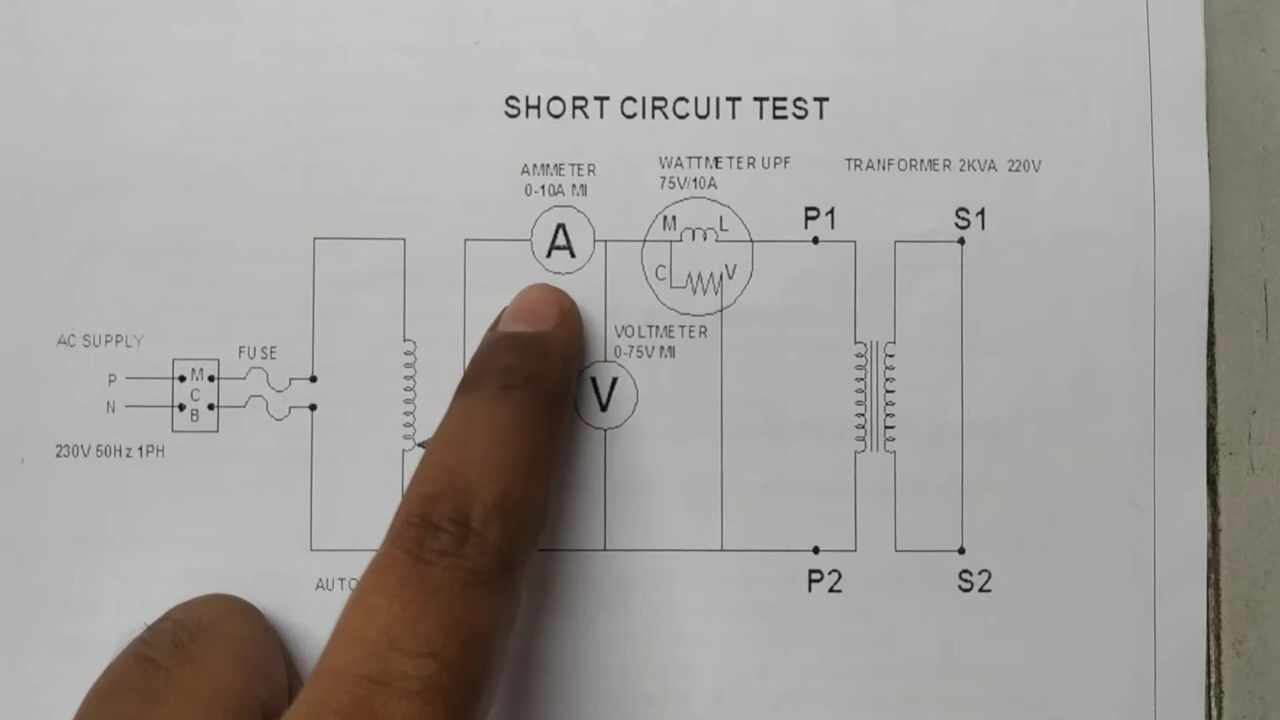 SHORT CIRCUIT TEST
AMMETER
0-10A MI
WATTMETER UPF
75V/10A
TRANFORMER 2KVA 220V
A
M L
C V
P1
S1
AC SUPPLY
FUSE
VOLTMETER
0-75V MI
P
N
M
C
B
V
230V 50Hz 1PH
P2
S2